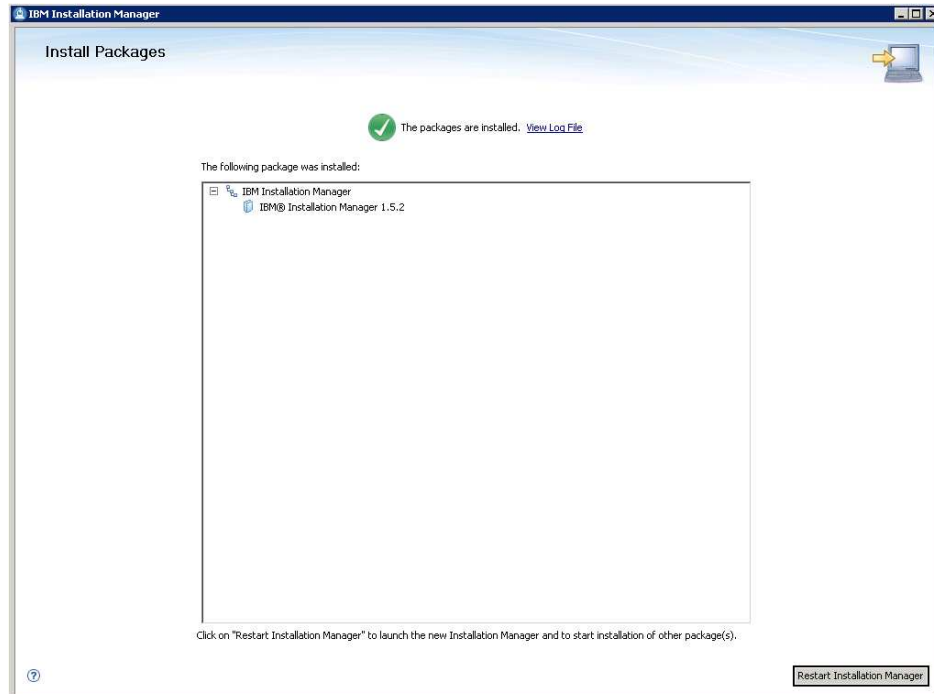 IBM Installation Manager
Install Packages
The packages are installed. View Log File
The following package was installed:
IBM Installation Manager
IBM® Installation Manager 1.5.2
Click on "Restart Installation Manager" to launch the new Installation Manager and to start installation of other package(s).
?
Restart Installation Manager